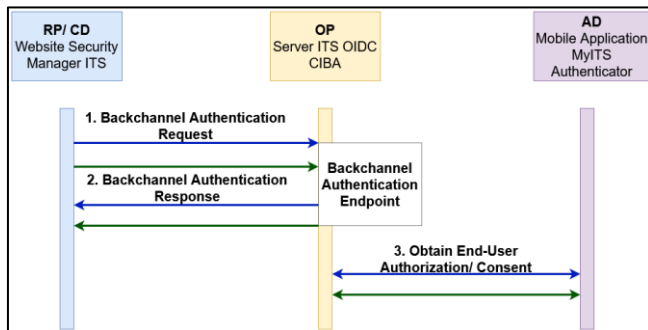 RP/ CD
Website Security
Manager ITS
OP
Server ITS OIDC
CIBA
AD
Mobile Application
MyITS
Authenticator
1. Backchannel Authentication
Request
Backchannel
Authentication
Endpoint
2. Backchannel Authentication
Response
3. Obtain End-User
Authorization/ Consent